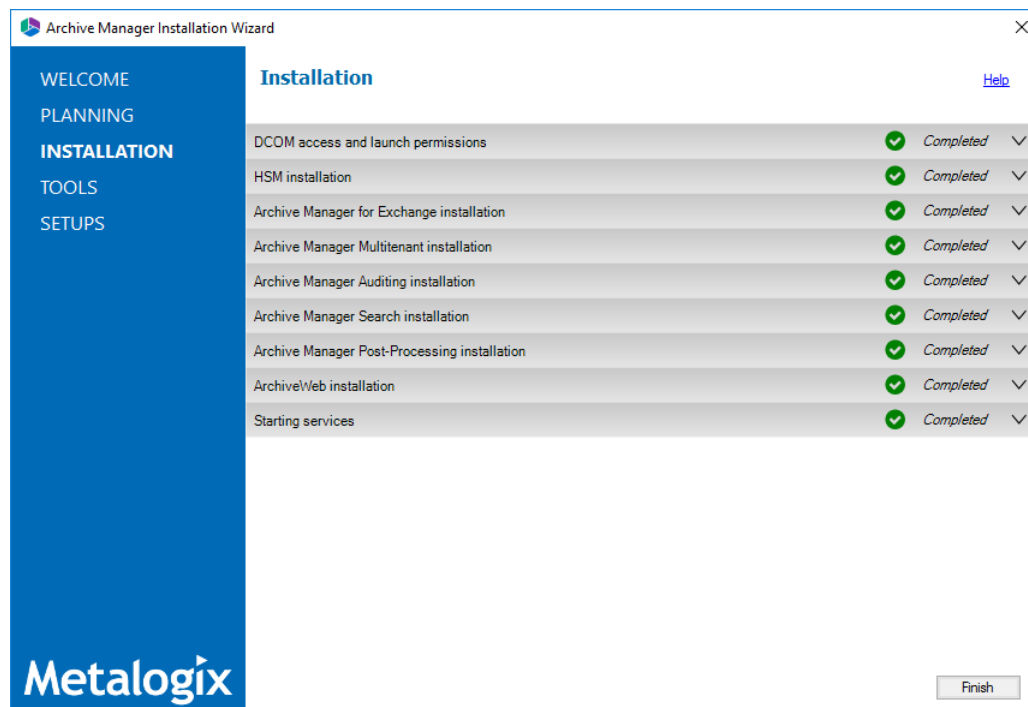 Archive Manager Installation Wizard
WELCOME
PLANNING
INSTALLATION
TOOLS
SETUPS
Installation
Help
DCOM access and launch permissions Completed
HSM installation Completed
Archive Manager for Exchange installation Completed
Archive Manager Multitenant installation Completed
Archive Manager Auditing installation Completed
Archive Manager Search installation Completed
Archive Manager Post-Processing installation Completed
ArchiveWeb installation Completed
Starting services Completed
Metalogix
Finish